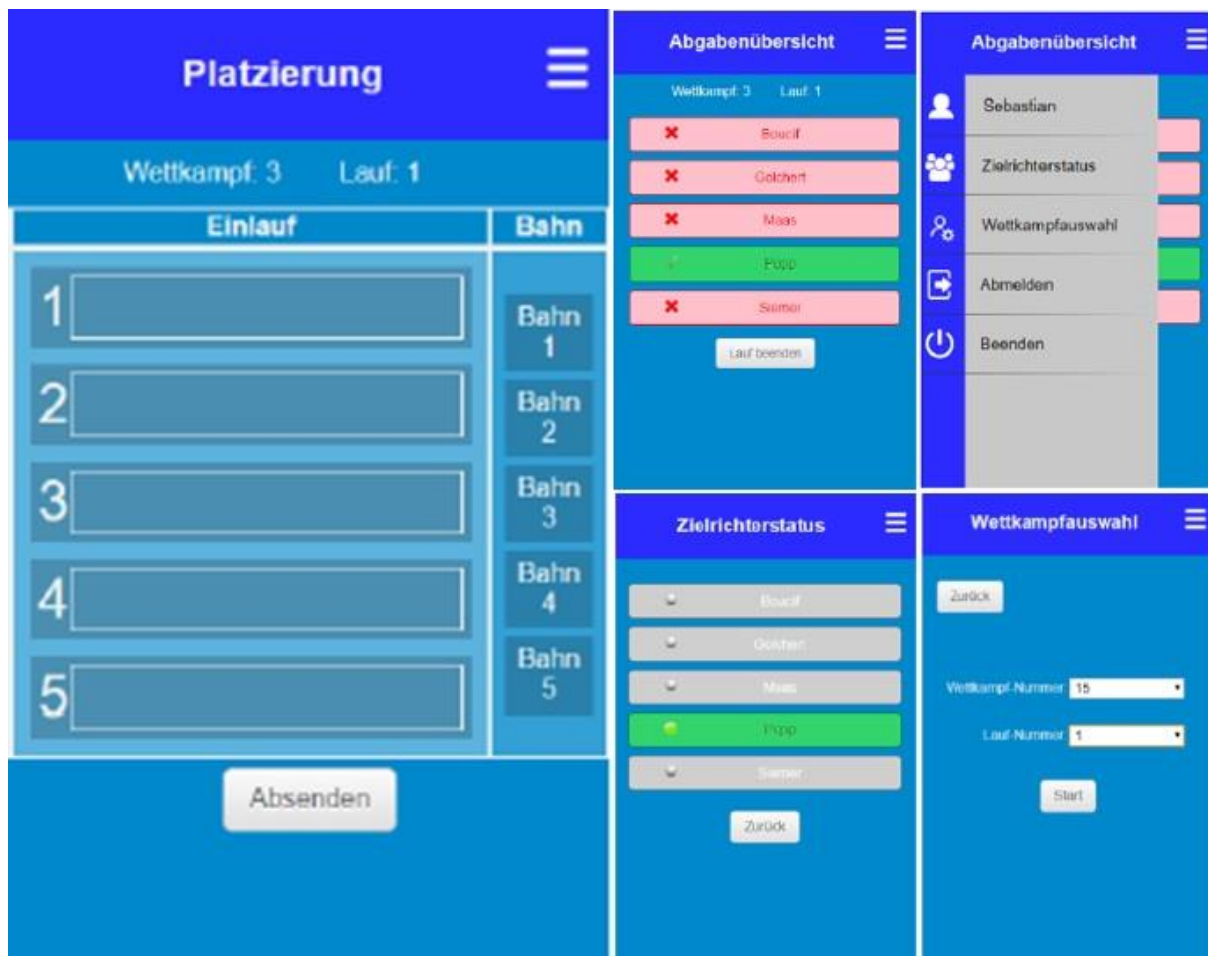 Platzierung
Wettkampf: 3 Lauf: 1
Einlauf Bahn
1
2
3
4
5
Bahn
1
Bahn
2
Bahn
3
Bahn
4
Bahn
5
Absenden
Abgabenübersicht
Wettkampf: 3 Lauf: 1
Boucif
Golchert
Maas
Popp
Siemer
Lauf beenden
Abgabenübersicht
Sebastian
Zielrichterstatus
Wettkampfauswahl
Abmelden
Beenden
Zielrichterstatus
Boucif
Golchert
Maas
Popp
Siemer
Zurück
Wettkampfauswahl
Zurück
Wettkampf-Nummer 15
Lauf-Nummer 1
Start